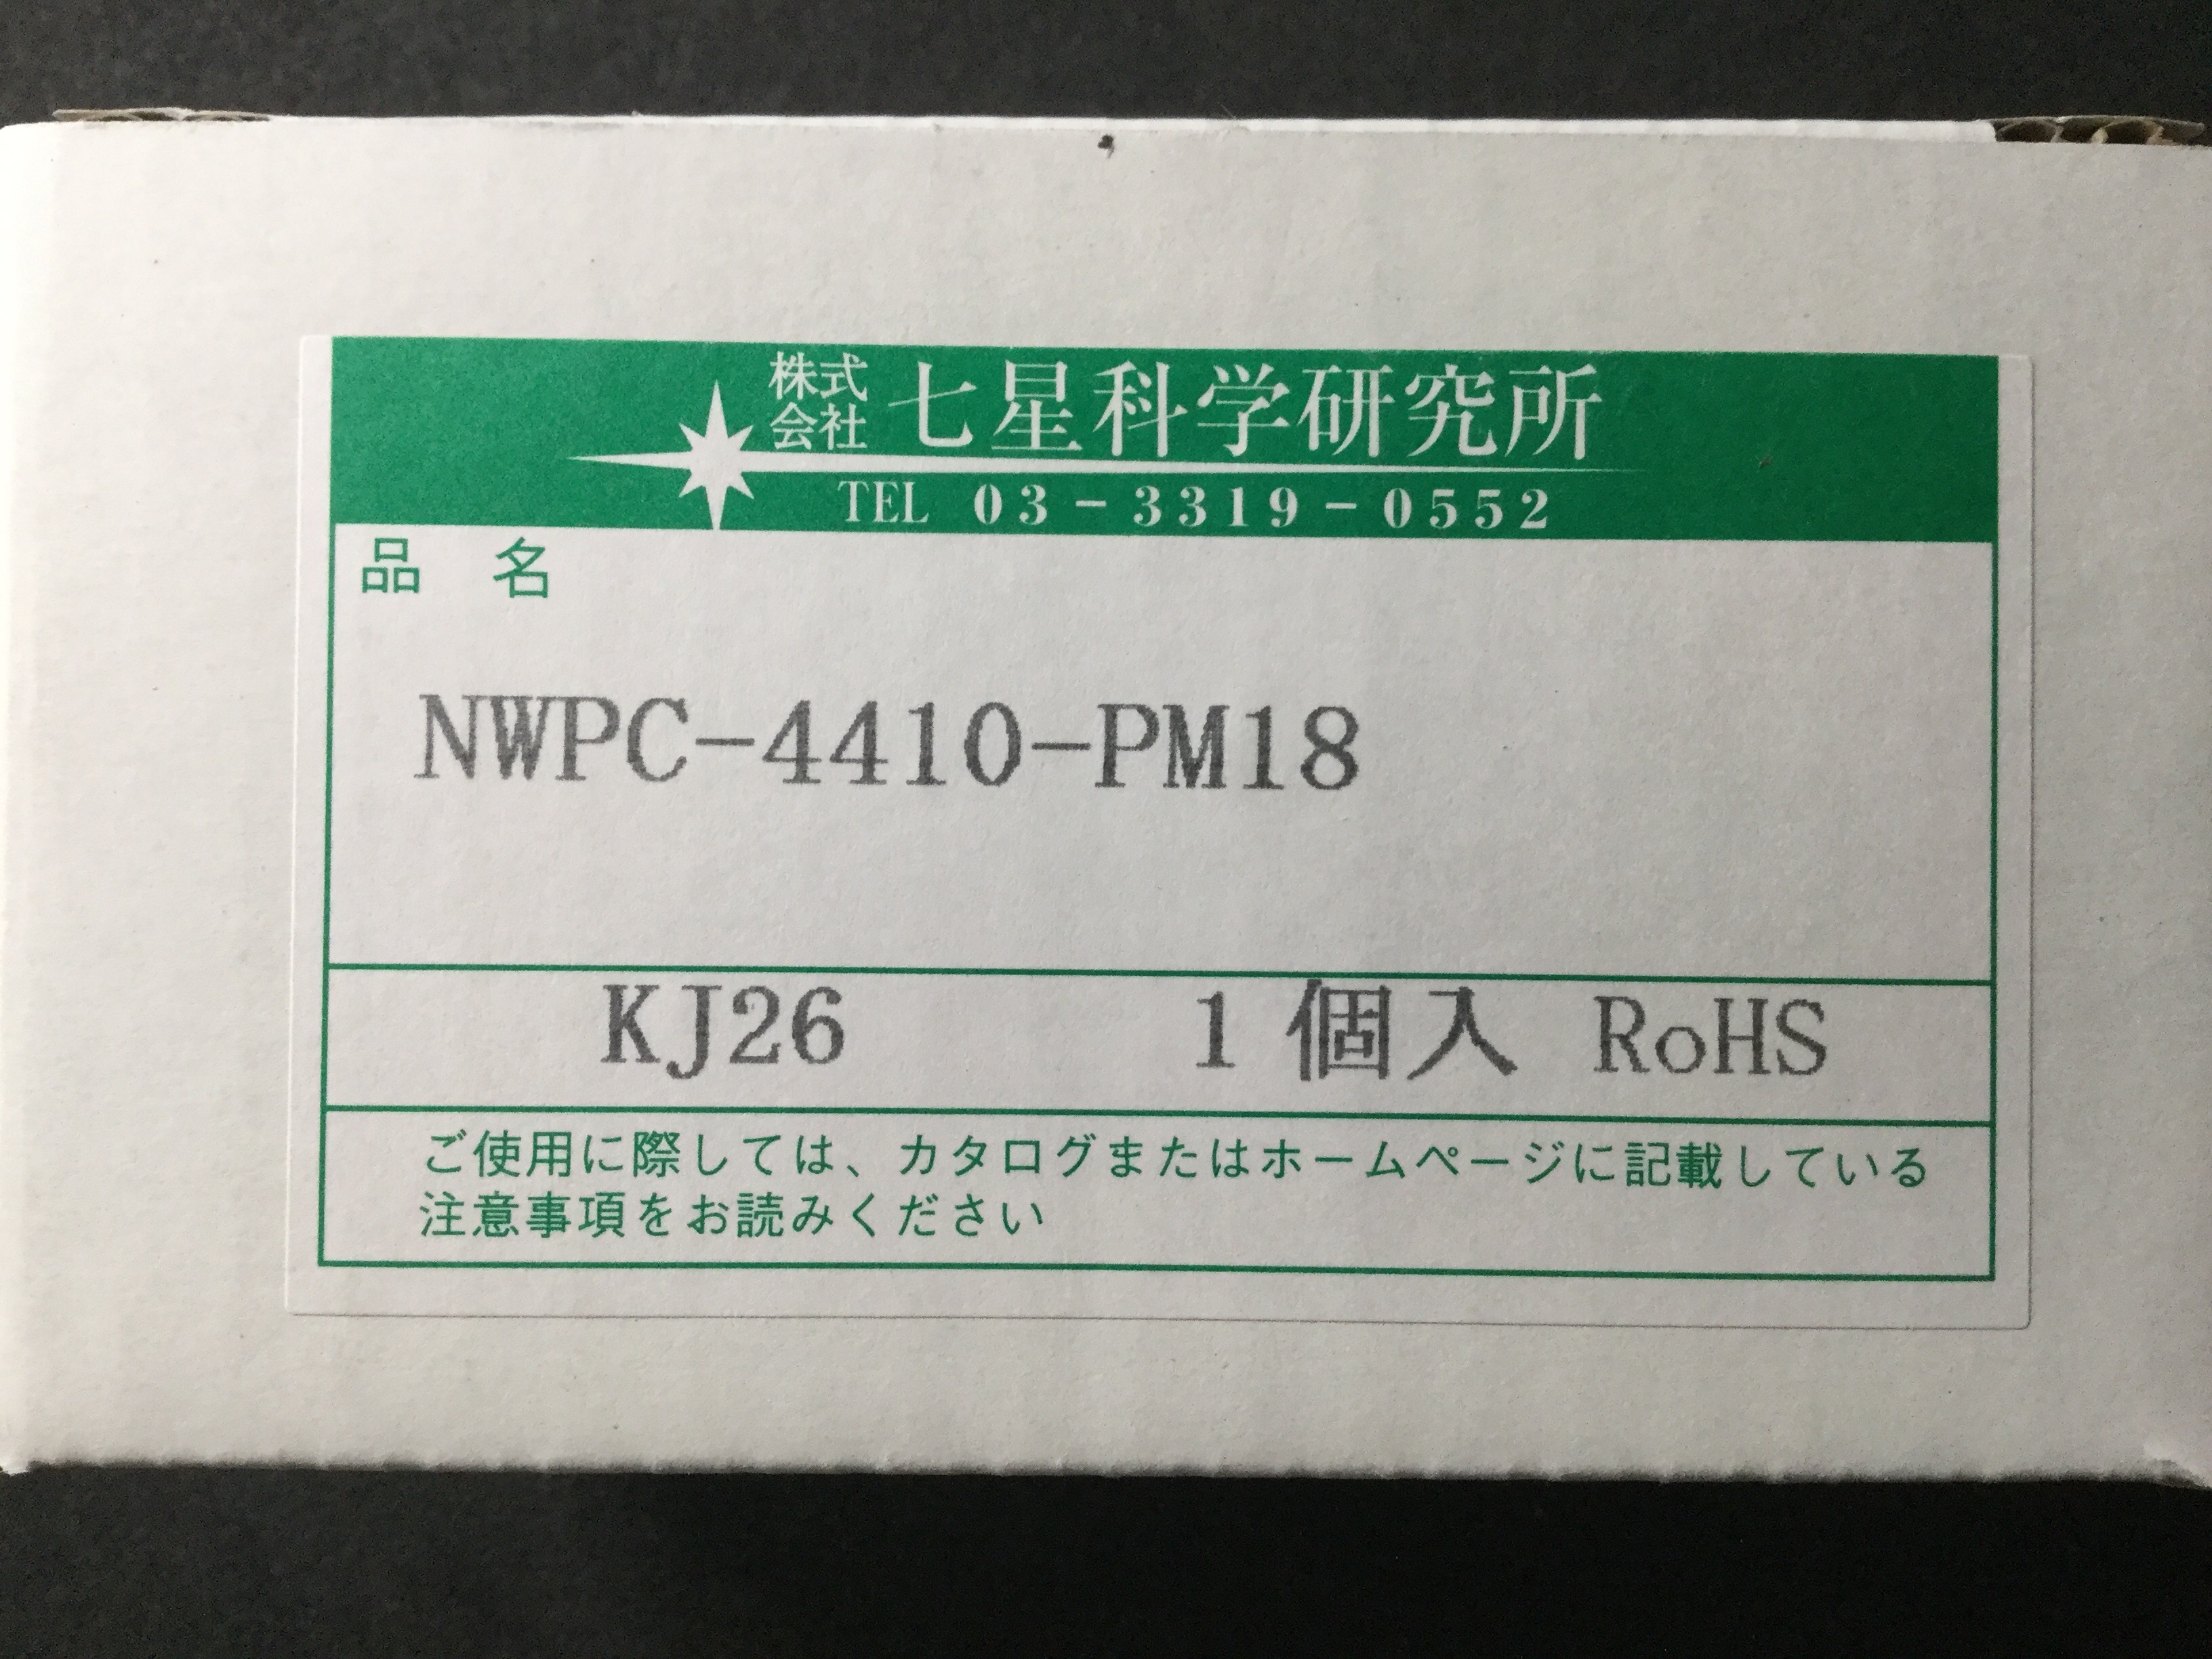 株式会社 七星科学研究所
TEL 03-3319-0552
品 名
NWPC-4410-PM18
KJ26 1個入 RoHS
ご使用に際しては、カタログまたはホームページに記載している
注意事項をお読みください